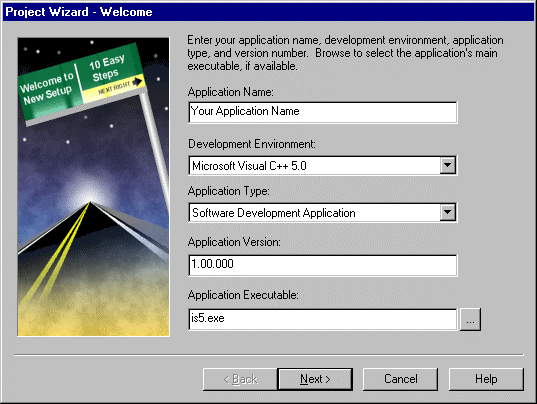 Project Wizard - Welcome
Welcome to
New Setup
10 Easy
Steps
NEXT RIGHT
Enter your application name, development environment, application
type, and version number.  Browse to select the application's main
executable, if available.
Application Name:
Your Application Name
Development Environment:
Microsoft Visual C++ 5.0
Application Type:
Software Development Application
Application Version:
1.00.000
Application Executable:
is5.exe
...
< Back
Next >
Cancel
Help